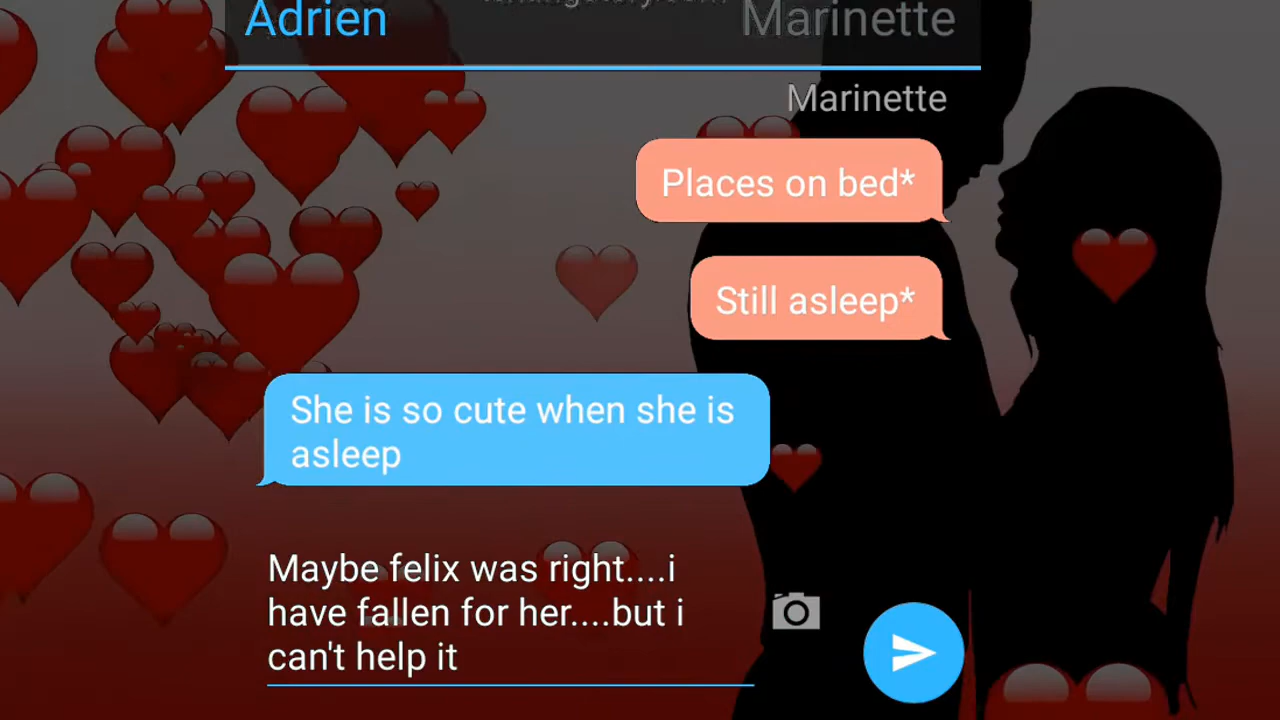 Adrien Marinette
Marinette
Places on bed*
Still asleep*
She is so cute when she is
asleep
Maybe felix was right....i
have fallen for her....but i
can't help it